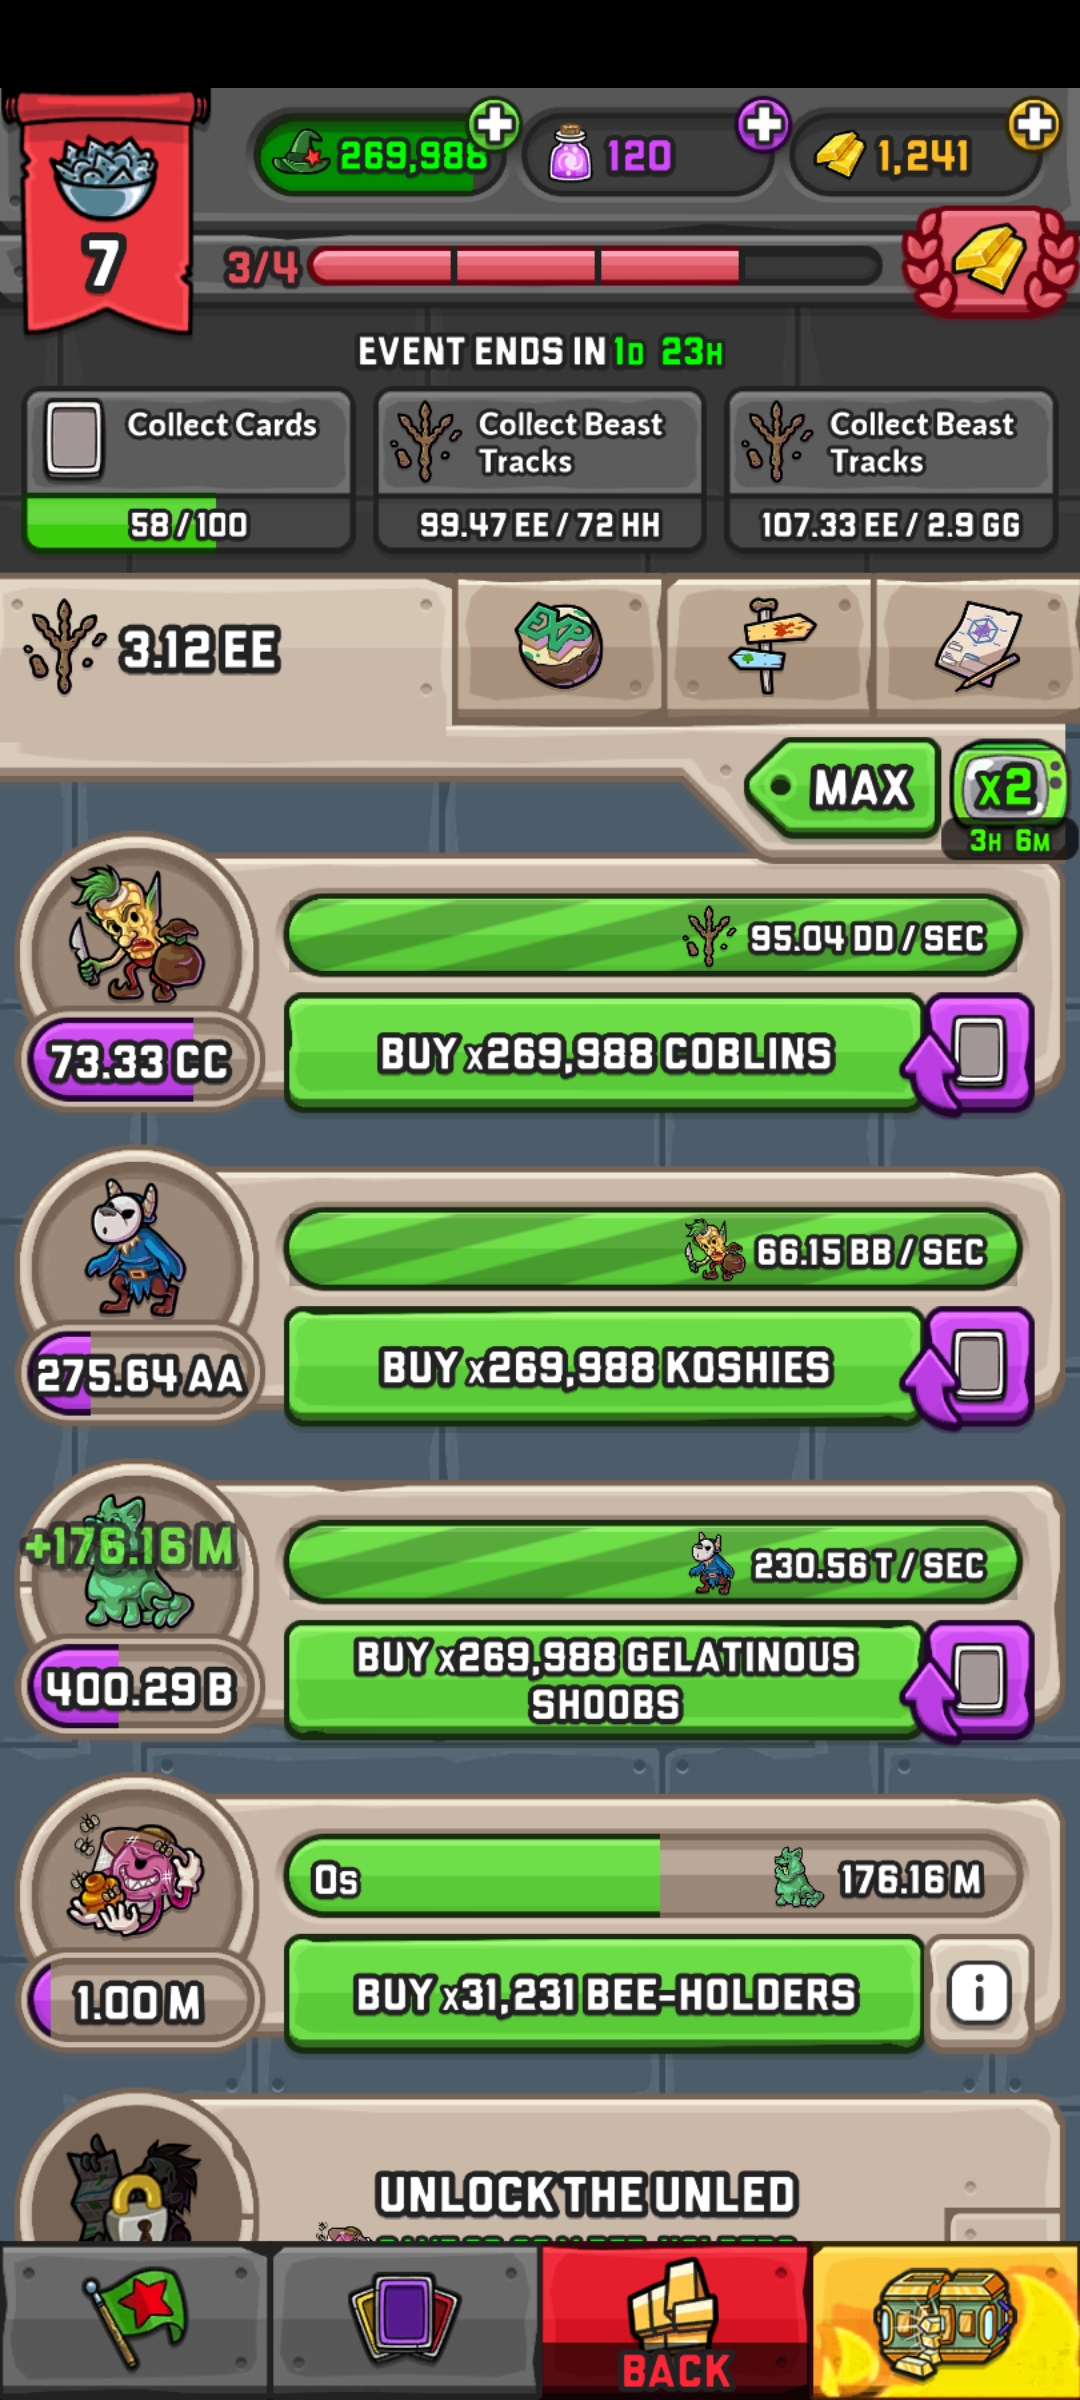 269,988
120
1,241
7
3/4
EVENT ENDS IN 1D 23H
Collect Cards
58 / 100
Collect Beast
Tracks
99.47 EE / 72 HH
Collect Beast
Tracks
107.33 EE / 2.9 GG
3.12 EE
EXP
MAX
x2
3H 6M
95.04 DD / SEC
73.33 CC
BUY x269,988 COBLINS
66.15 BB / SEC
275.64 AA
BUY x269,988 KOSHIES
+176.16 M
230.56 T / SEC
400.29 B
BUY x269,988 GELATINOUS
SHOOBS
0s
176.16 M
1.00 M
BUY x31,231 BEE-HOLDERS
i
UNLOCK THE UNLED
BACK